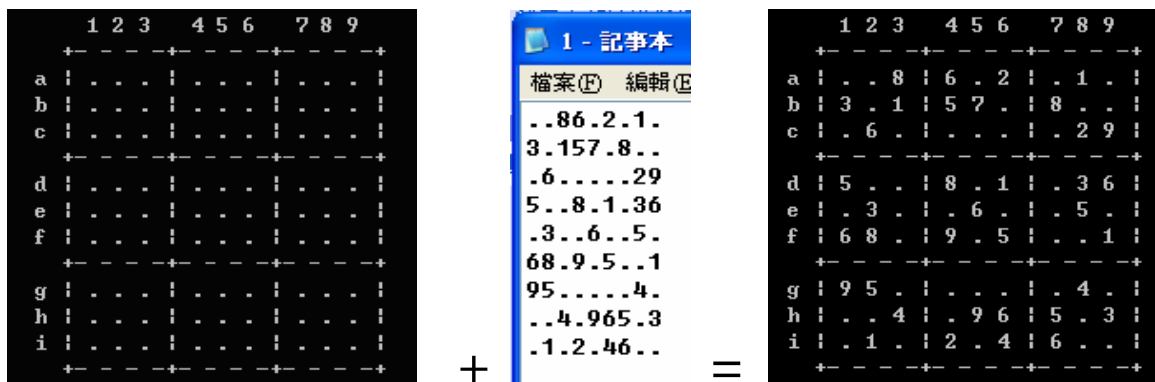 1 2 3 4 5 6 7 8 9
+- - - -+- - - -+- - - -+
a ¦ . . . ¦ . . . ¦ . . . ¦
b ¦ . . . ¦ . . . ¦ . . . ¦
c ¦ . . . ¦ . . . ¦ . . . ¦
+- - - -+- - - -+- - - -+
d ¦ . . . ¦ . . . ¦ . . . ¦
e ¦ . . . ¦ . . . ¦ . . . ¦
f ¦ . . . ¦ . . . ¦ . . . ¦
+- - - -+- - - -+- - - -+
g ¦ . . . ¦ . . . ¦ . . . ¦
h ¦ . . . ¦ . . . ¦ . . . ¦
i ¦ . . . ¦ . . . ¦ . . . ¦
+- - - -+- - - -+- - - -+
+
1 - 記事本
檔案(F) 編輯(E
..86.2.1.
3.157.8..
.6.....29
5..8.1.36
.3..6..5.
68.9.5..1
95.....4.
..4.965.3
.1.2.46..
=
1 2 3 4 5 6 7 8 9
+- - - -+- - - -+- - - -+
a ¦ . . 8 ¦ 6 . 2 ¦ . 1 . ¦
b ¦ 3 . 1 ¦ 5 7 . ¦ 8 . . ¦
c ¦ . 6 . ¦ . . . ¦ . 2 9 ¦
+- - - -+- - - -+- - - -+
d ¦ 5 . . ¦ 8 . 1 ¦ . 3 6 ¦
e ¦ . 3 . ¦ . 6 . ¦ . 5 . ¦
f ¦ 6 8 . ¦ 9 . 5 ¦ . . 1 ¦
+- - - -+- - - -+- - - -+
g ¦ 9 5 . ¦ . . . ¦ . 4 . ¦
h ¦ . . 4 ¦ . 9 6 ¦ 5 . 3 ¦
i ¦ . 1 . ¦ 2 . 4 ¦ 6 . . ¦
+- - - -+- - - -+- - - -+